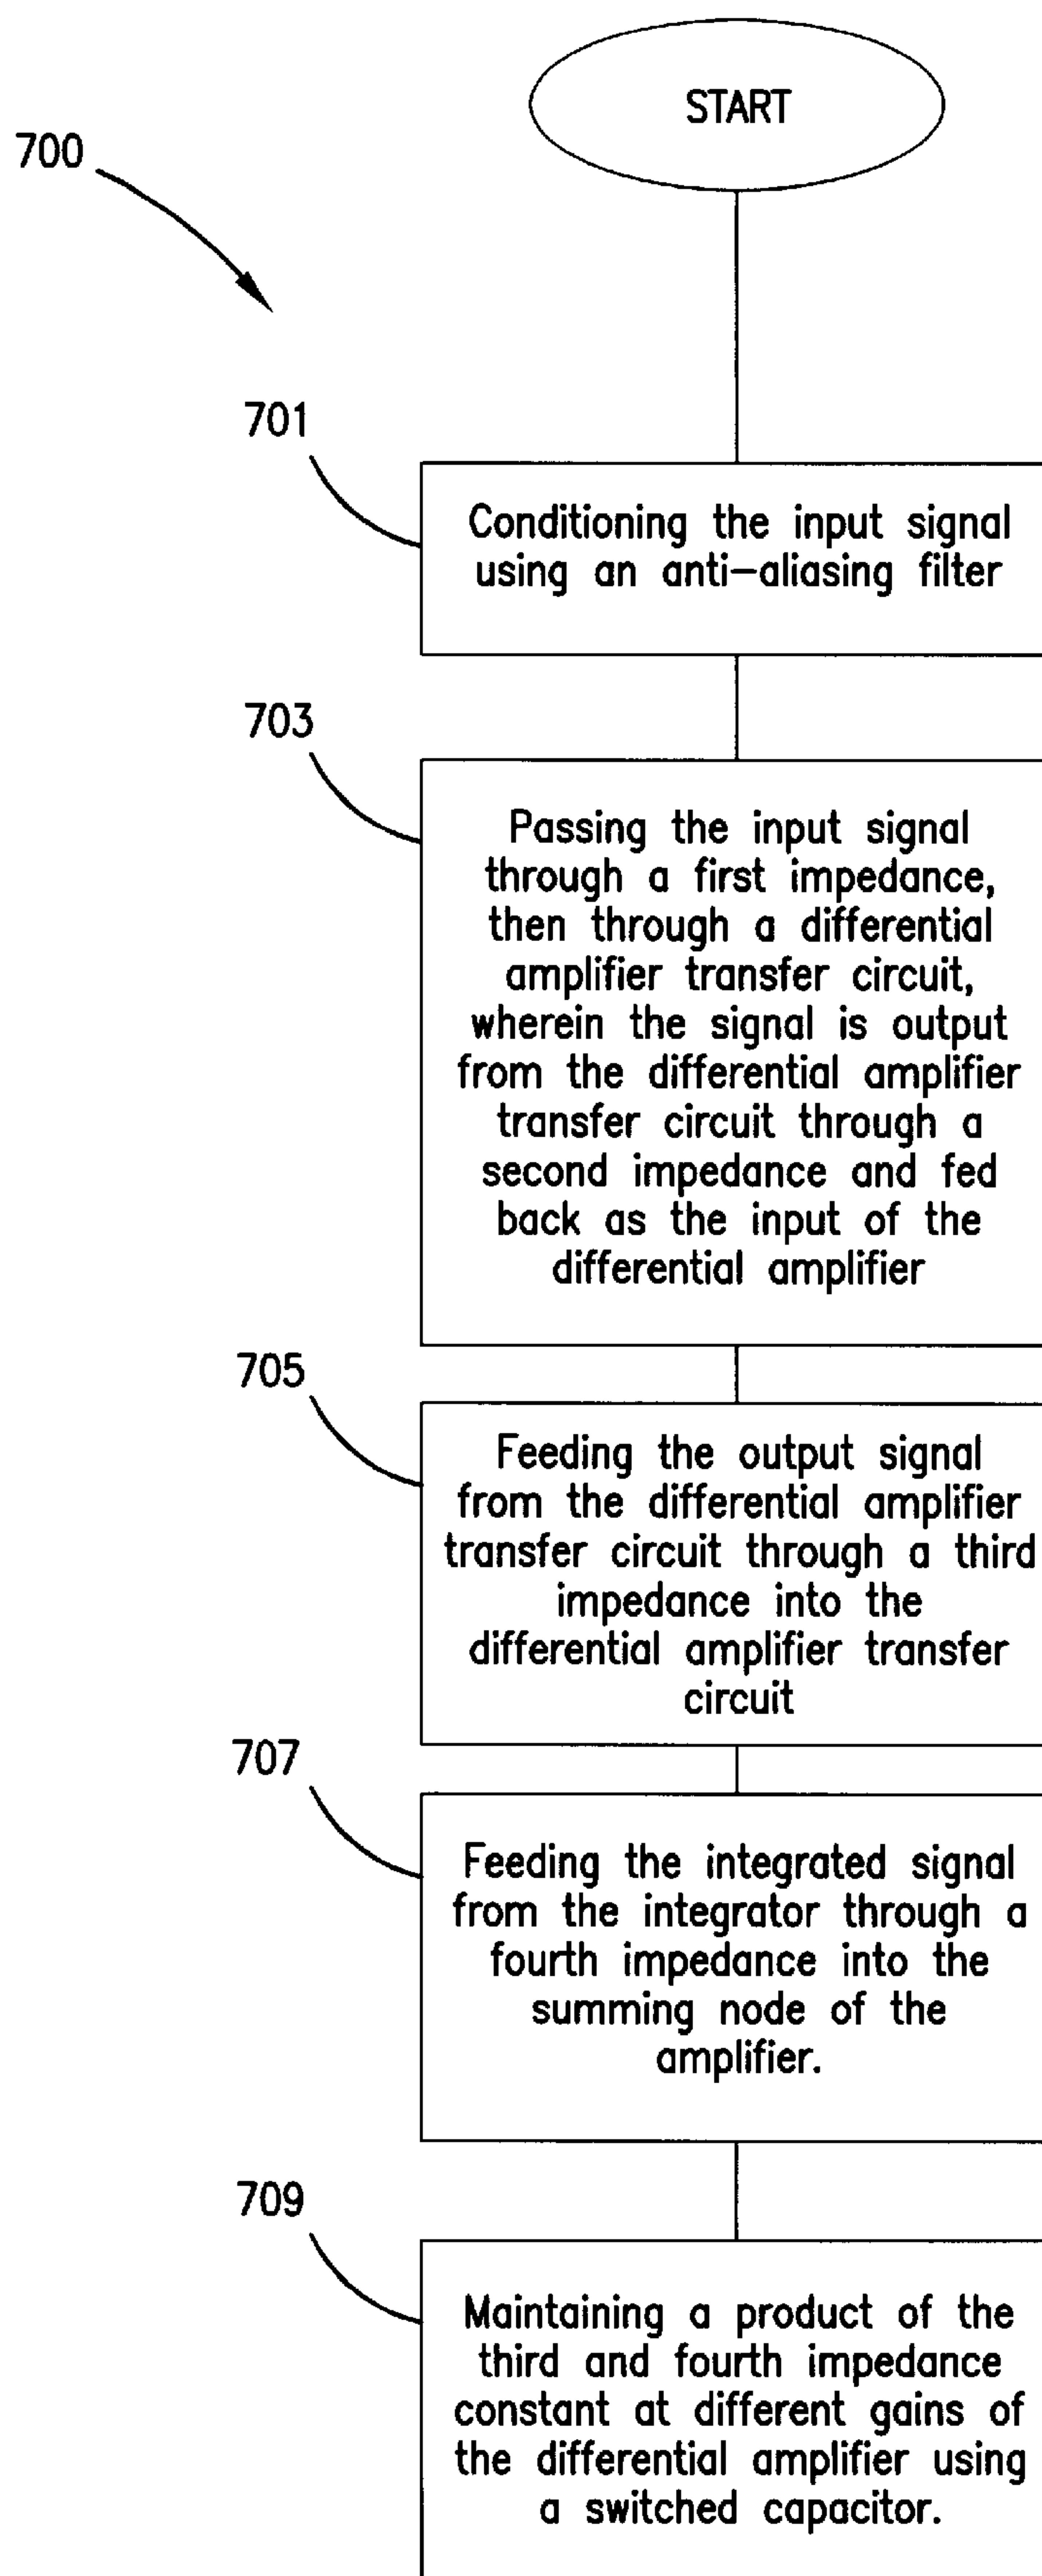 START
700
701
Conditioning the input signal
using an anti-aliasing filter
703
Passing the input signal
through a first impedance,
then through a differential
amplifier transfer circuit,
wherein the signal is output
from the differential amplifier
transfer circuit through a
second impedance and fed
back as the input of the
differential amplifier
705
Feeding the output signal
from the differential amplifier
transfer circuit through a third
impedance into the
differential amplifier transfer
circuit
707
Feeding the integrated signal
from the integrator through a
fourth impedance into the
summing node of the
amplifier.
709
Maintaining a product of the
third and fourth impedance
constant at different gains of
the differential amplifier using
a switched capacitor.